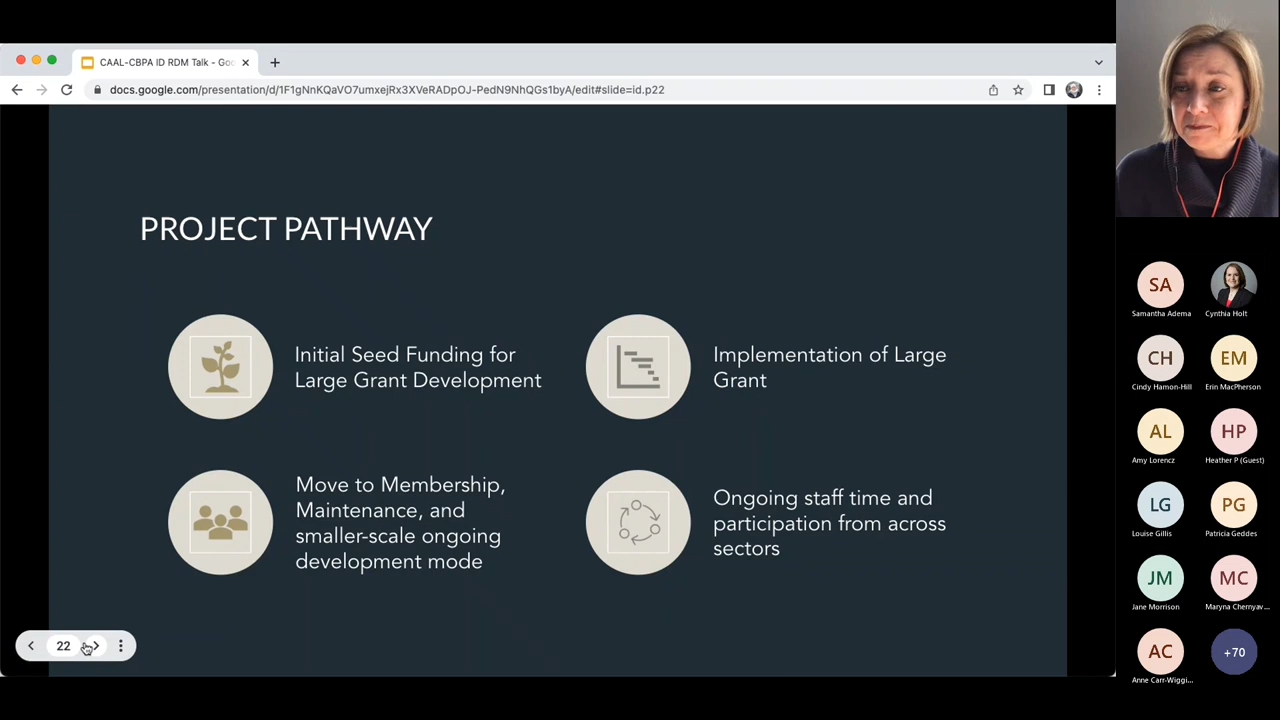 CAAL-CBPA ID RDM Talk - Goo
docs.google.com/presentation/d/1F1gNnKQaVO7umxejRx3XVeRADpOJ-PedN9NhQGs1byA/edit#slide=id.p22
PROJECT PATHWAY
Initial Seed Funding for
Large Grant Development
Implementation of Large
Grant
Move to Membership,
Maintenance, and
smaller-scale ongoing
development mode
Ongoing staff time and
participation from across
sectors
22
SA
Samantha Adema
Cynthia Holt
CH
Cindy Hamon-Hill
EM
Erin MacPherson
AL
Amy Lorencz
HP
Heather P (Guest)
LG
Louise Gillis
PG
Patricia Geddes
JM
Jane Morrison
MC
Maryna Chernyav...
AC
Anne Carr-Wiggi...
+70